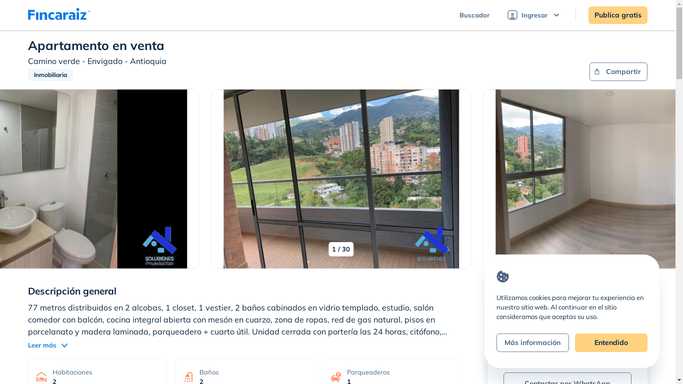 Fincaraiz
Buscador
Ingresar
Publica gratis
Apartamento en venta
Camino verde - Envigado - Antioquia
Inmobiliaria
Compartir
SOLUCIONES
SOLUCIONES
1 / 30
Descripción general
77 metros distribuidos en 2 alcobas, 1 closet, 1 vestier, 2 baños cabinados en vidrio templado, estudio, salón
comedor con balcón, cocina integral abierta con mesón en cuarzo, zona de ropas, red de gas natural, pisos en
porcelanato y madera laminada, parqueadero + cuarto útil. Unidad cerrada con portería las 24 horas, citófono,...
Leer más
Habitaciones
2
Baños
2
Parqueaderos
1
Utilizamos cookies para mejorar tu experiencia en
nuestro sitio web. Al continuar en el sitio
consideramos que aceptas su uso.
Más información
Entendido
Contactar por WhatsApp